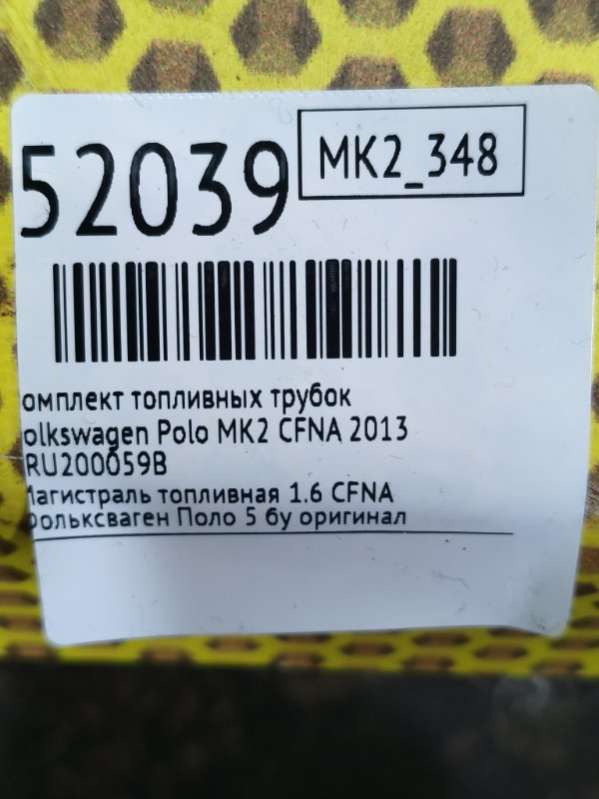 52039
MK2_348
омплект топливных трубок
olkswagen Polo MK2 CFNA 2013
RU200059B
Магистраль топливная 1.6 CFNA
Фольксваген Поло 5 бу оригинал